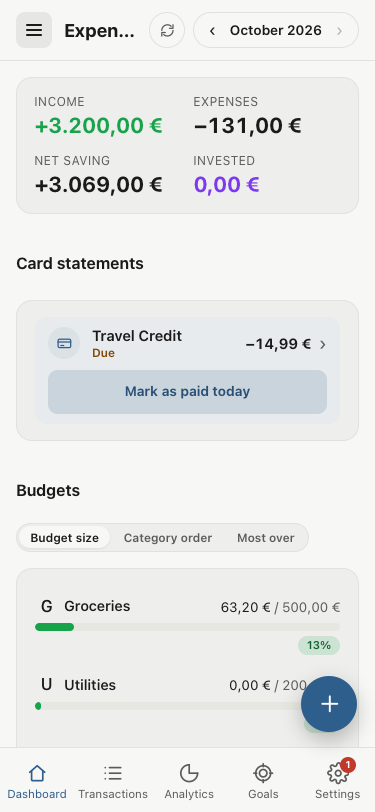 Expen...
‹ October 2026 ›
INCOME EXPENSES
+3.200,00 € −131,00 €
NET SAVING INVESTED
+3.069,00 € 0,00 €
Card statements
Travel Credit
Due
−14,99 € ›
Mark as paid today
Budgets
Budget size Category order Most over
G Groceries 63,20 € / 500,00 €
13%
U Utilities 0,00 € / 200
+
1
Dashboard Transactions Analytics Goals Settings